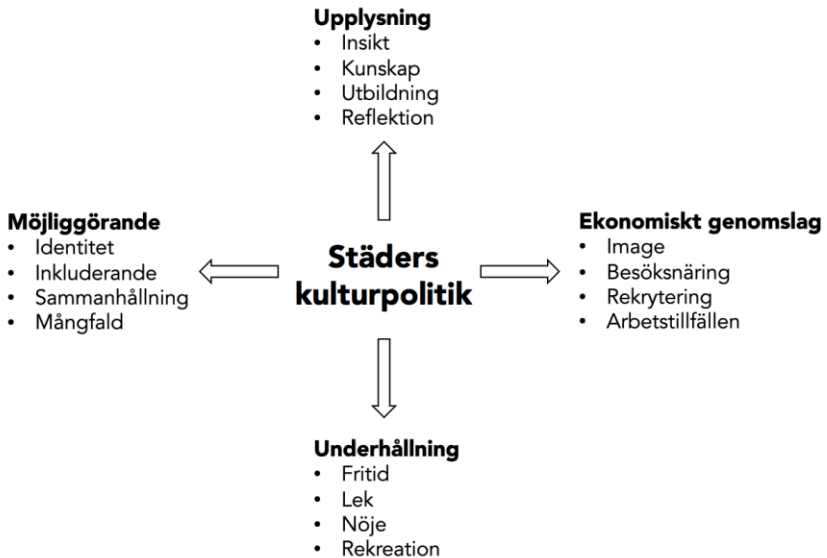 Upplysning
• Insikt
• Kunskap
• Utbildning
• Reflektion
Möjliggörande
• Identitet
• Inkluderande
• Sammanhållning
• Mångfald
Städers
kulturpolitik
Ekonomiskt genomslag
• Image
• Besöksnäring
• Rekrytering
• Arbetstillfällen
Underhållning
• Fritid
• Lek
• Nöje
• Rekreation